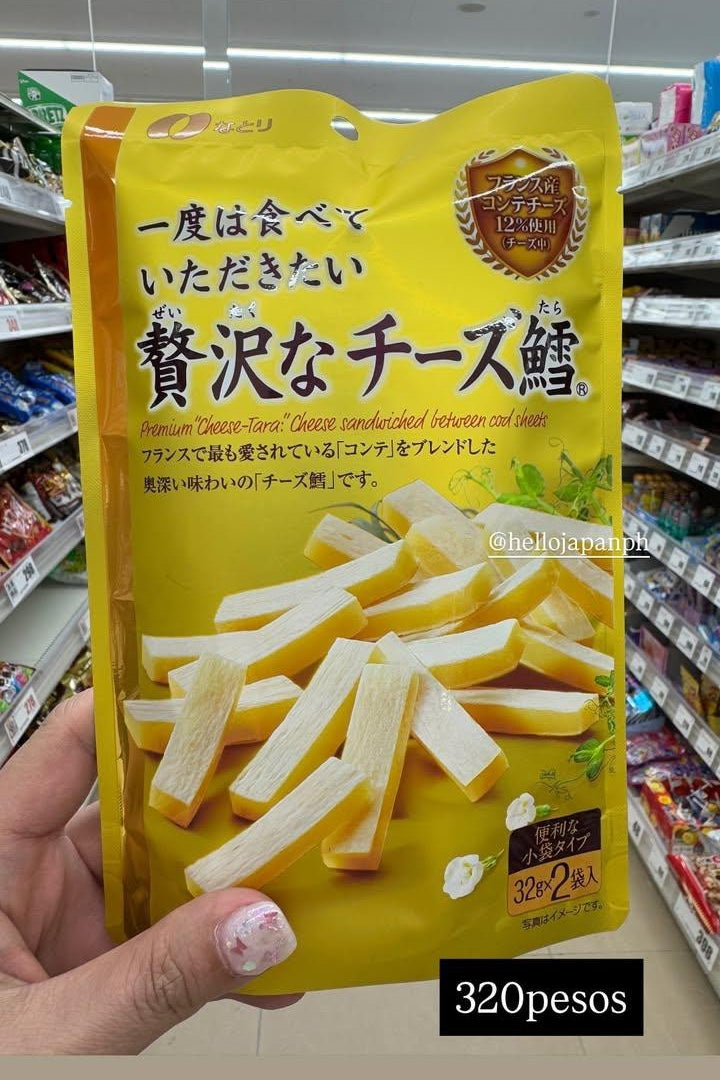 なとり
フランス産
コンテチーズ
12%使用
(チーズ中)
一度は食べて
いただきたい
ぜいたく たら
贅沢なチーズ鱈®
Premium "Cheese-Tara:" Cheese sandwiched between cod sheets
フランスで最も愛されている「コンテ」をブレンドした
奥深い味わいの「チーズ鱈」です。
@hellojapanph
便利な
小袋タイプ
32g×2袋入
写真はイメージです。
320pesos
398